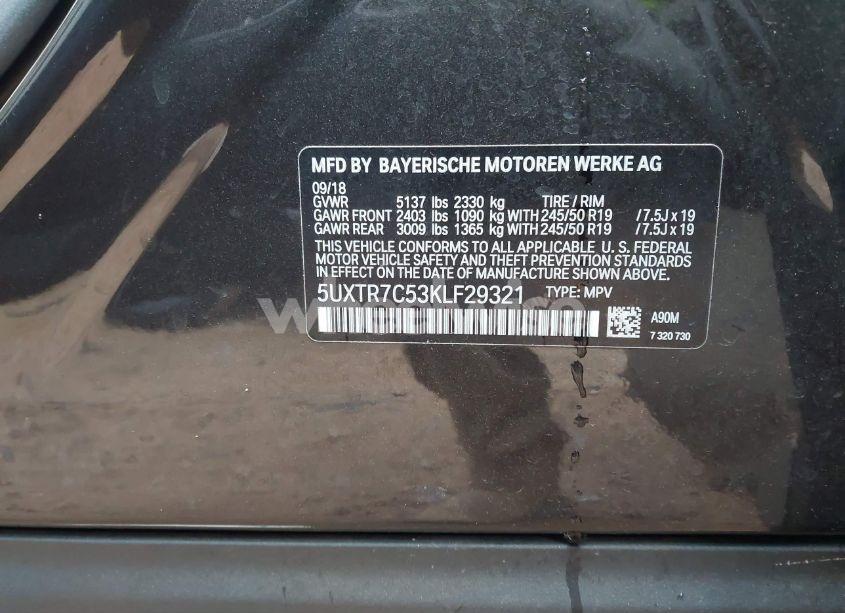 MFD BY BAYERISCHE MOTOREN WERKE AG
09/18
GVWR 5137 lbs 2330 kg TIRE / RIM
GAWR FRONT 2403 lbs 1090 kg WITH 245/50 R19 / 7.5J x 19
GAWR REAR 3009 lbs 1365 kg WITH 245/50 R19 / 7.5J x 19
THIS VEHICLE CONFORMS TO ALL APPLICABLE U. S. FEDERAL
MOTOR VEHICLE SAFETY AND THEFT PREVENTION STANDARDS
IN EFFECT ON THE DATE OF MANUFACTURE SHOWN ABOVE.
5UXTR7C53KLF29321 TYPE: MPV
A90M
7 320 730